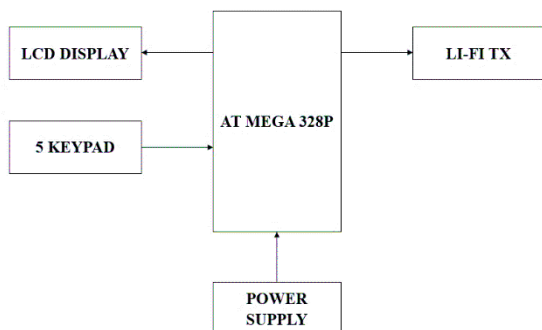 LCD DISPLAY
LI-FI TX
AT MEGA 328P
5 KEYPAD
POWER
SUPPLY